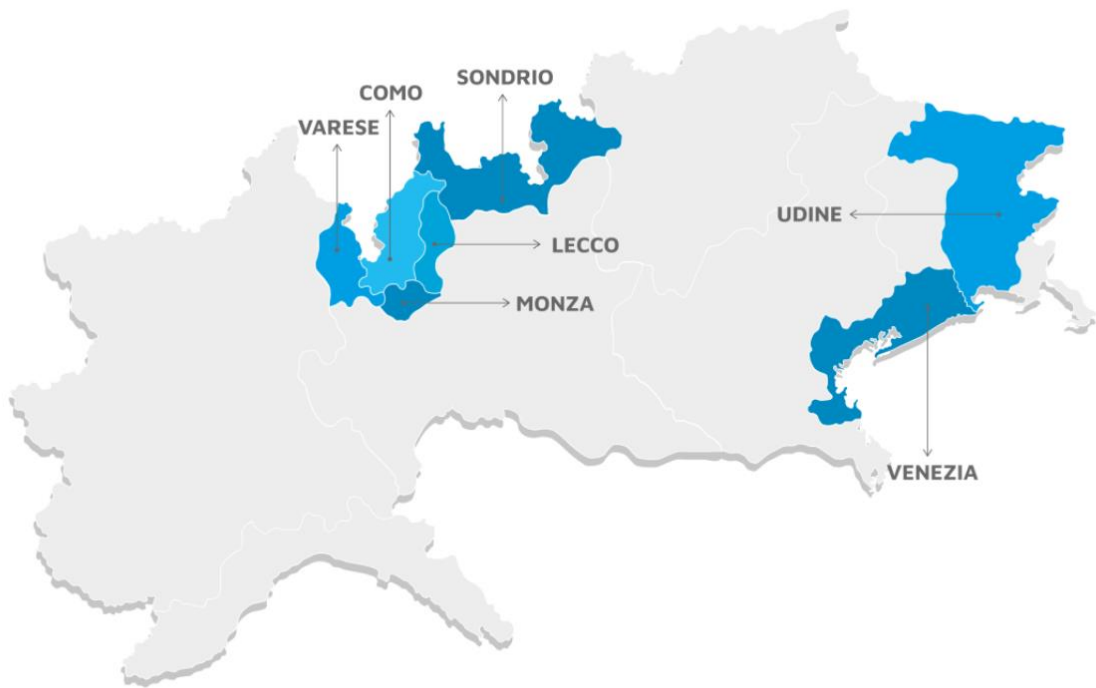 SONDRIO
COMO
VARESE
UDINE
LECCO
MONZA
VENEZIA